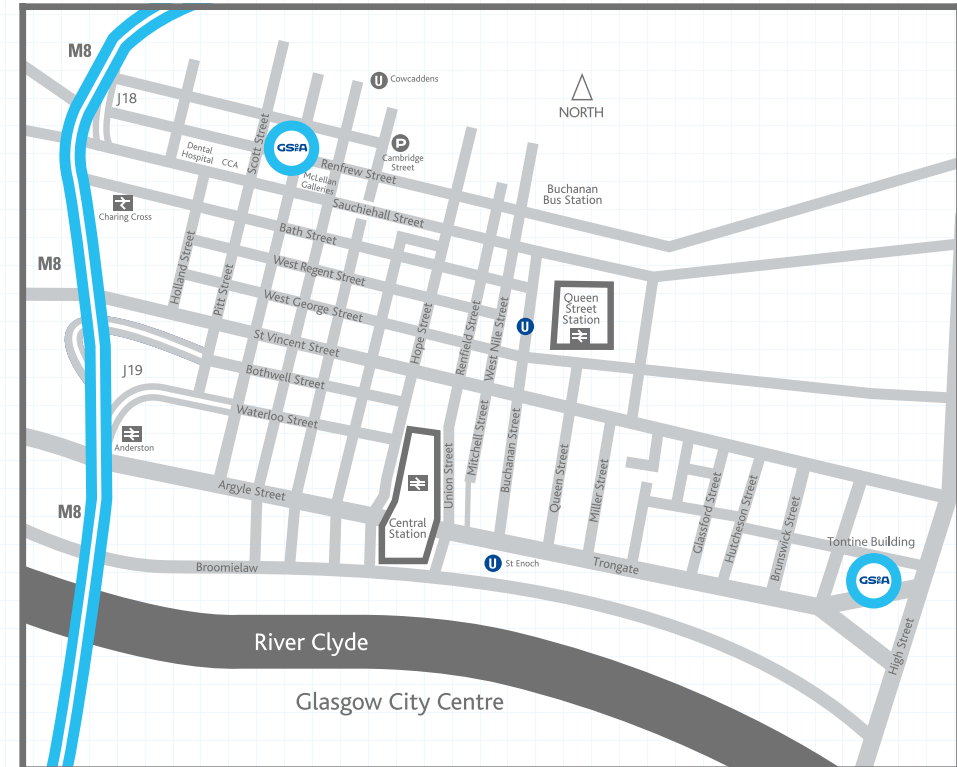 M8
U Cowcaddens
J18
NORTH
P
Cambridge
Street
Scott Street
GSoA
Dental
Hospital
CCA
McLellan
Galleries
Renfrew Street
Buchanan
Bus Station
Charing Cross
Sauchiehall Street
Bath Street
M8
Holland Street
Pitt Street
West Regent Street
West George Street
Queen
Street
Station
Hope Street
Renfield Street
West Nile Street
U
St Vincent Street
J19
Bothwell Street
Waterloo Street
Anderston
Union Street
Mitchell Street
Buchanan Street
Queen Street
Miller Street
Glassford Street
Hutcheson Street
Brunswick Street
Argyle Street
M8
Central
Station
Tontine Building
U St Enoch
Trongate
Broomielaw
GSoA
High Street
River Clyde
Glasgow City Centre